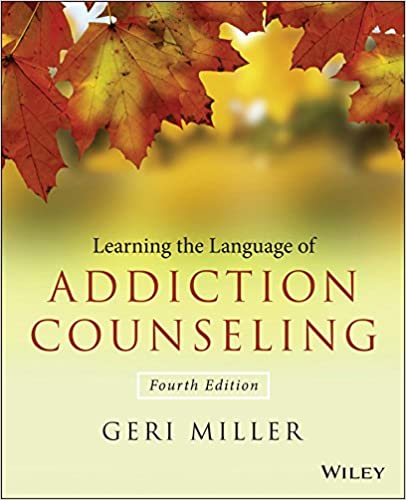 Learning the Language of
ADDICTION
COUNSELING
Fourth Edition
GERI MILLER
WILEY